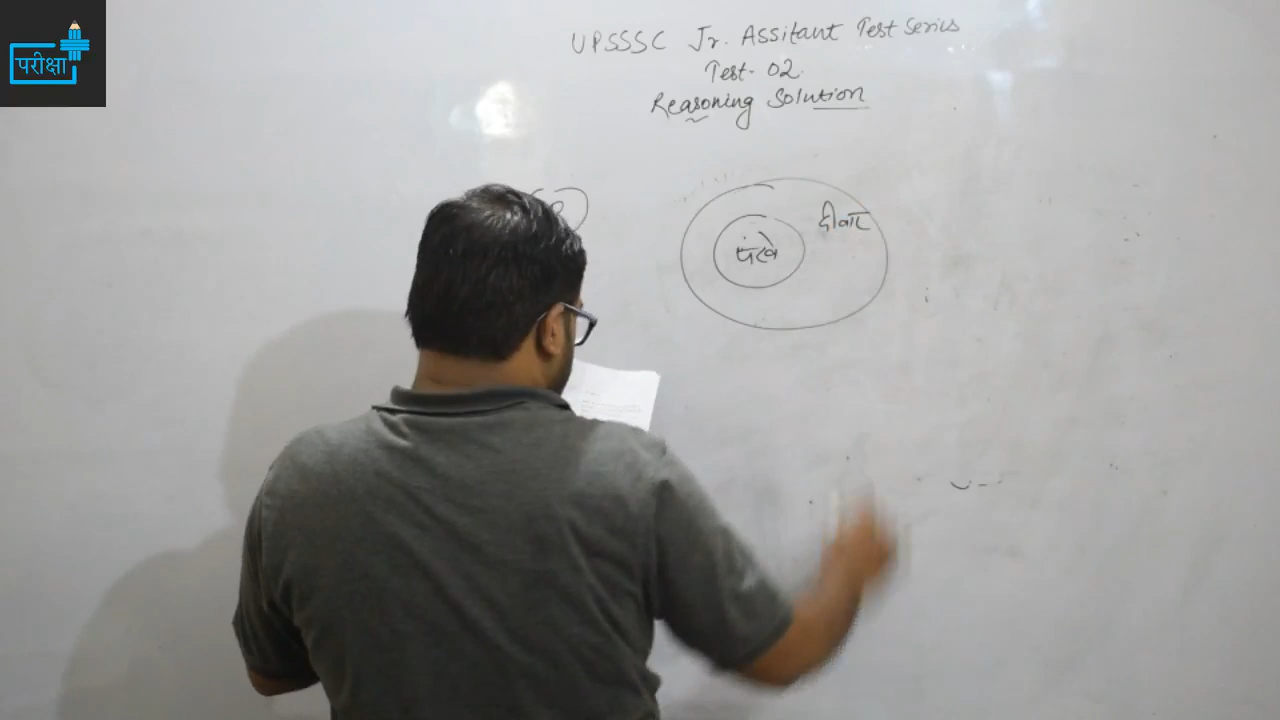 परीक्षा
UPSSSC Jr. Assitant Test Series
Test- 02.
Reasoning Solution
दीवार
पंखे